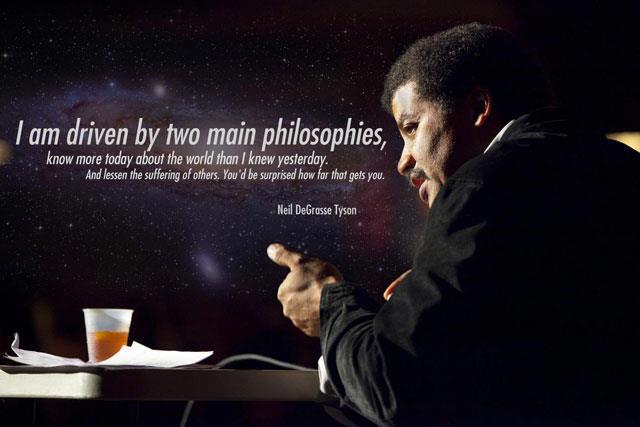 I am driven by two main philosophies,
know more today about the world than I knew yesterday.
And lessen the suffering of others. You'd be surprised how far that gets you.
Neil DeGrasse Tyson